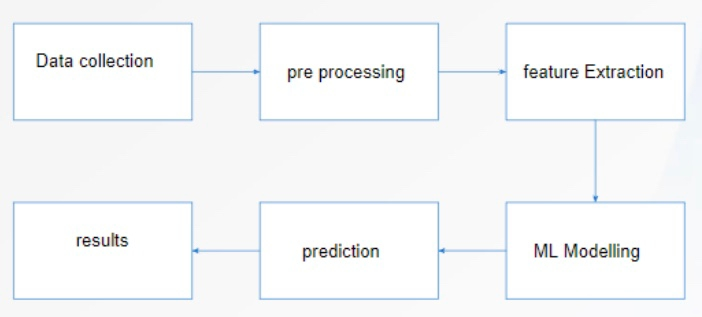 Data collection
pre processing
feature Extraction
ML Modelling
prediction
results